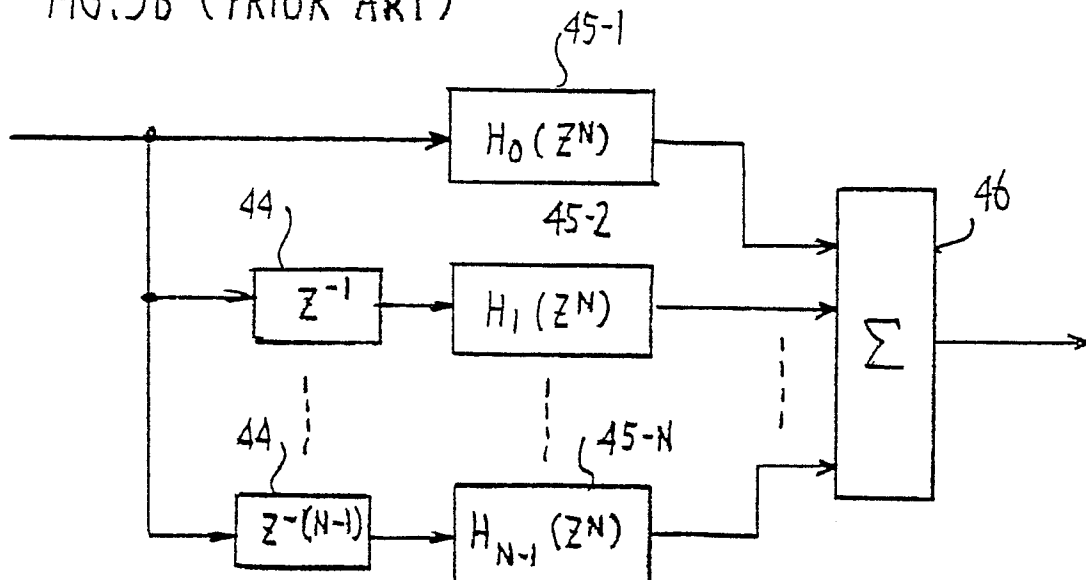 FIG.5B (PRIOR ART)
45-1
H₀(Zᴺ)
44
45-2
46
Z⁻¹
H₁(Zᴺ)
Σ
44
45-N
Z⁻⁽ᴺ⁻¹⁾
H_{N-1}(Zᴺ)